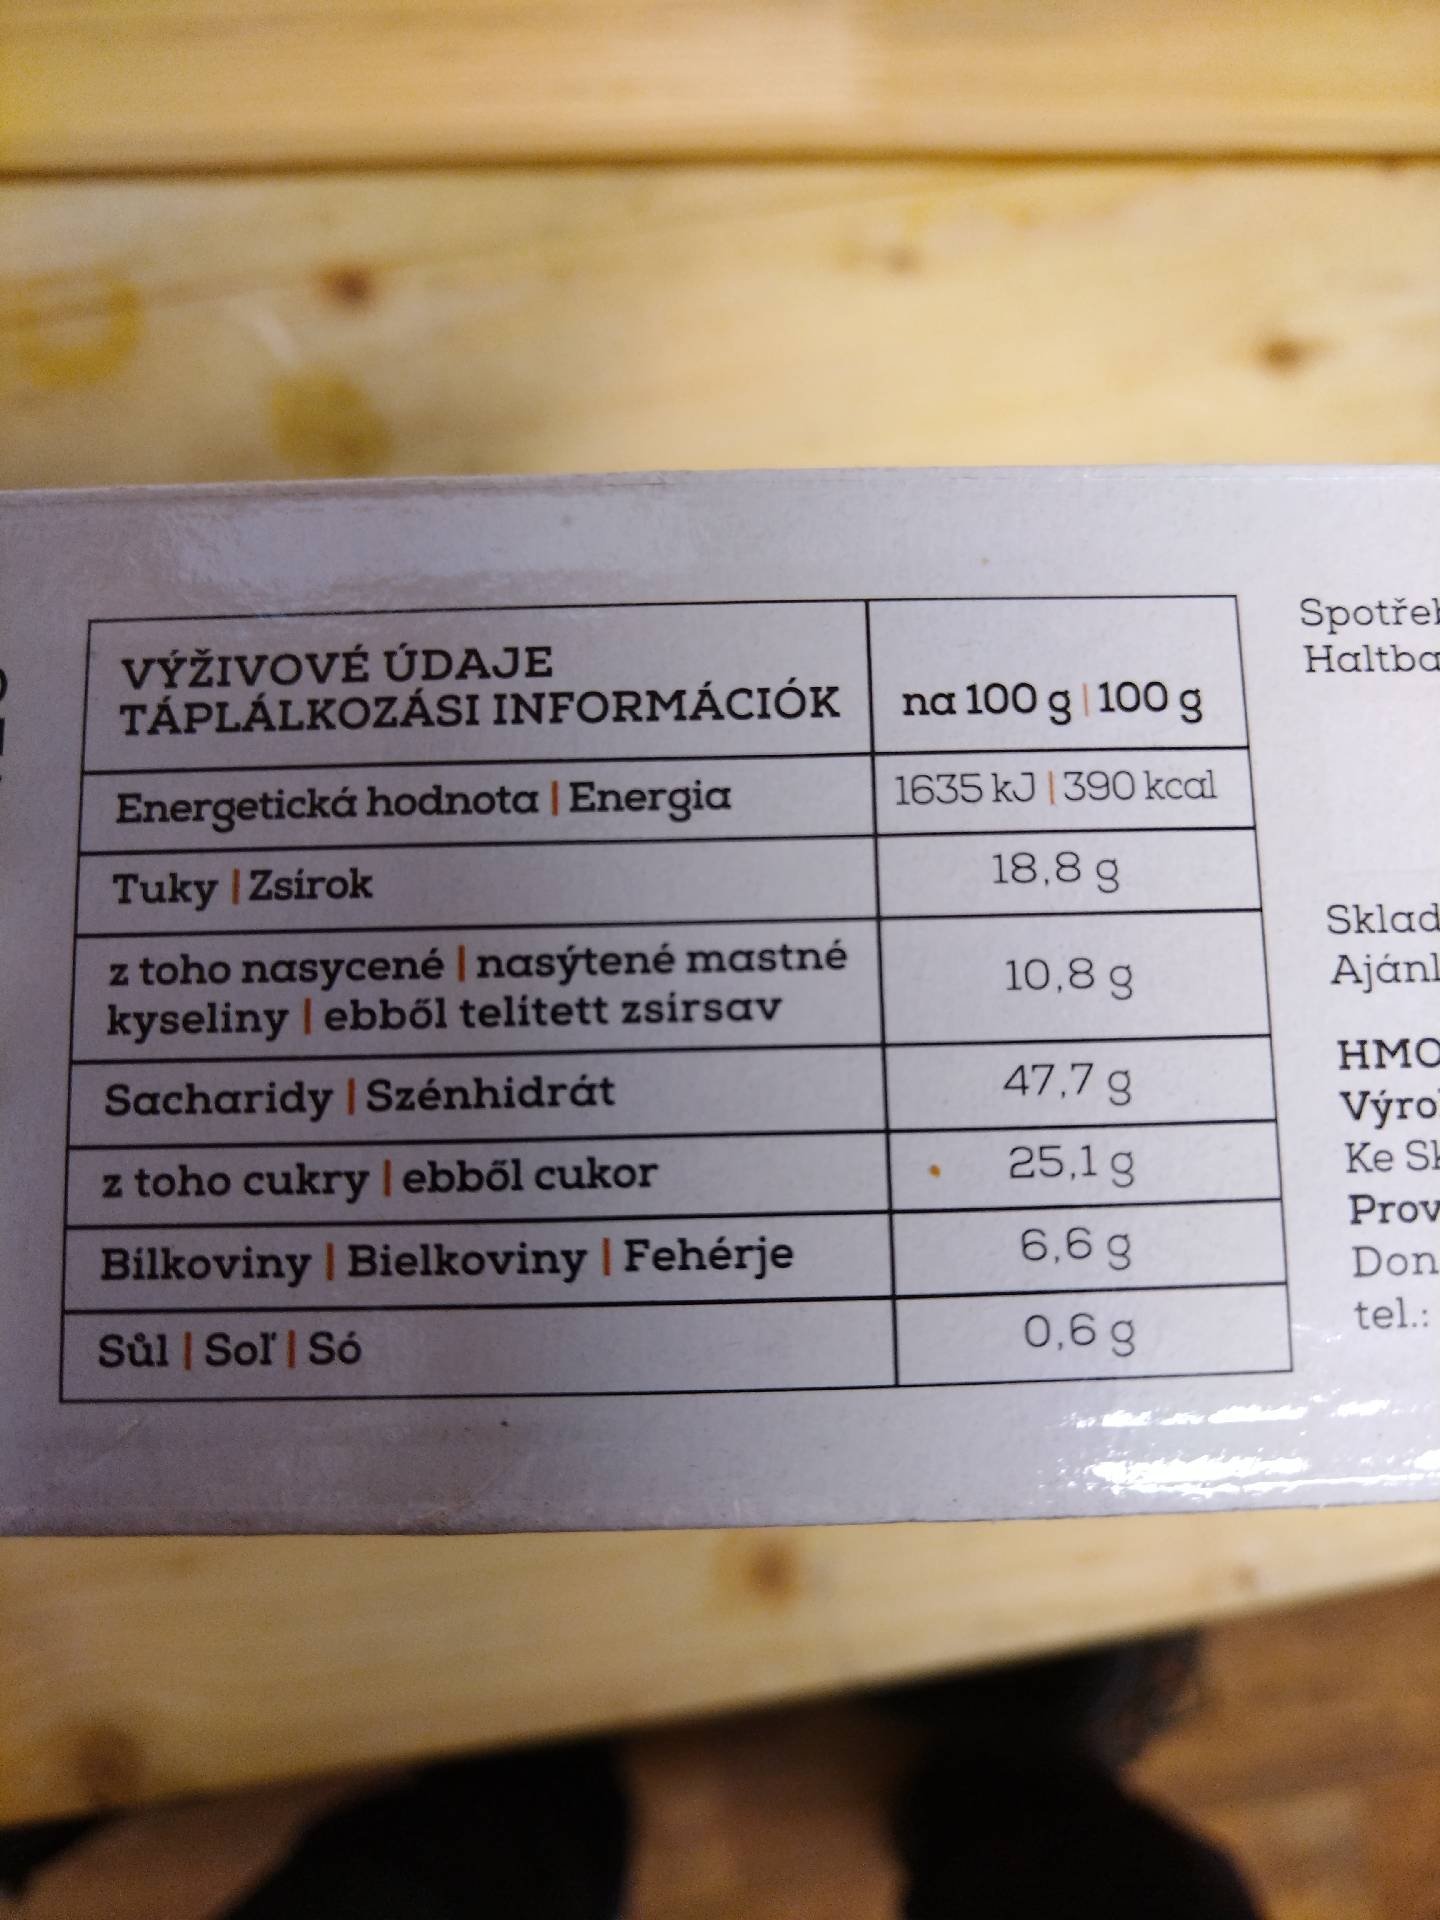 VÝŽIVOVÉ ÚDAJE
TÁPLÁLKOZÁSI INFORMÁCIÓK
na 100 g | 100 g
Energetická hodnota | Energia
1635 kJ | 390 kcal
Tuky | Zsírok
18,8 g
z toho nasycené | nasýtené mastné
kyseliny | ebből telített zsírsav
10,8 g
Sacharidy | Szénhidrát
47,7 g
z toho cukry | ebből cukor
25,1 g
Bílkoviny | Bielkoviny | Fehérje
6,6 g
Sůl | Soľ | Só
0,6 g
Ke
tel.: